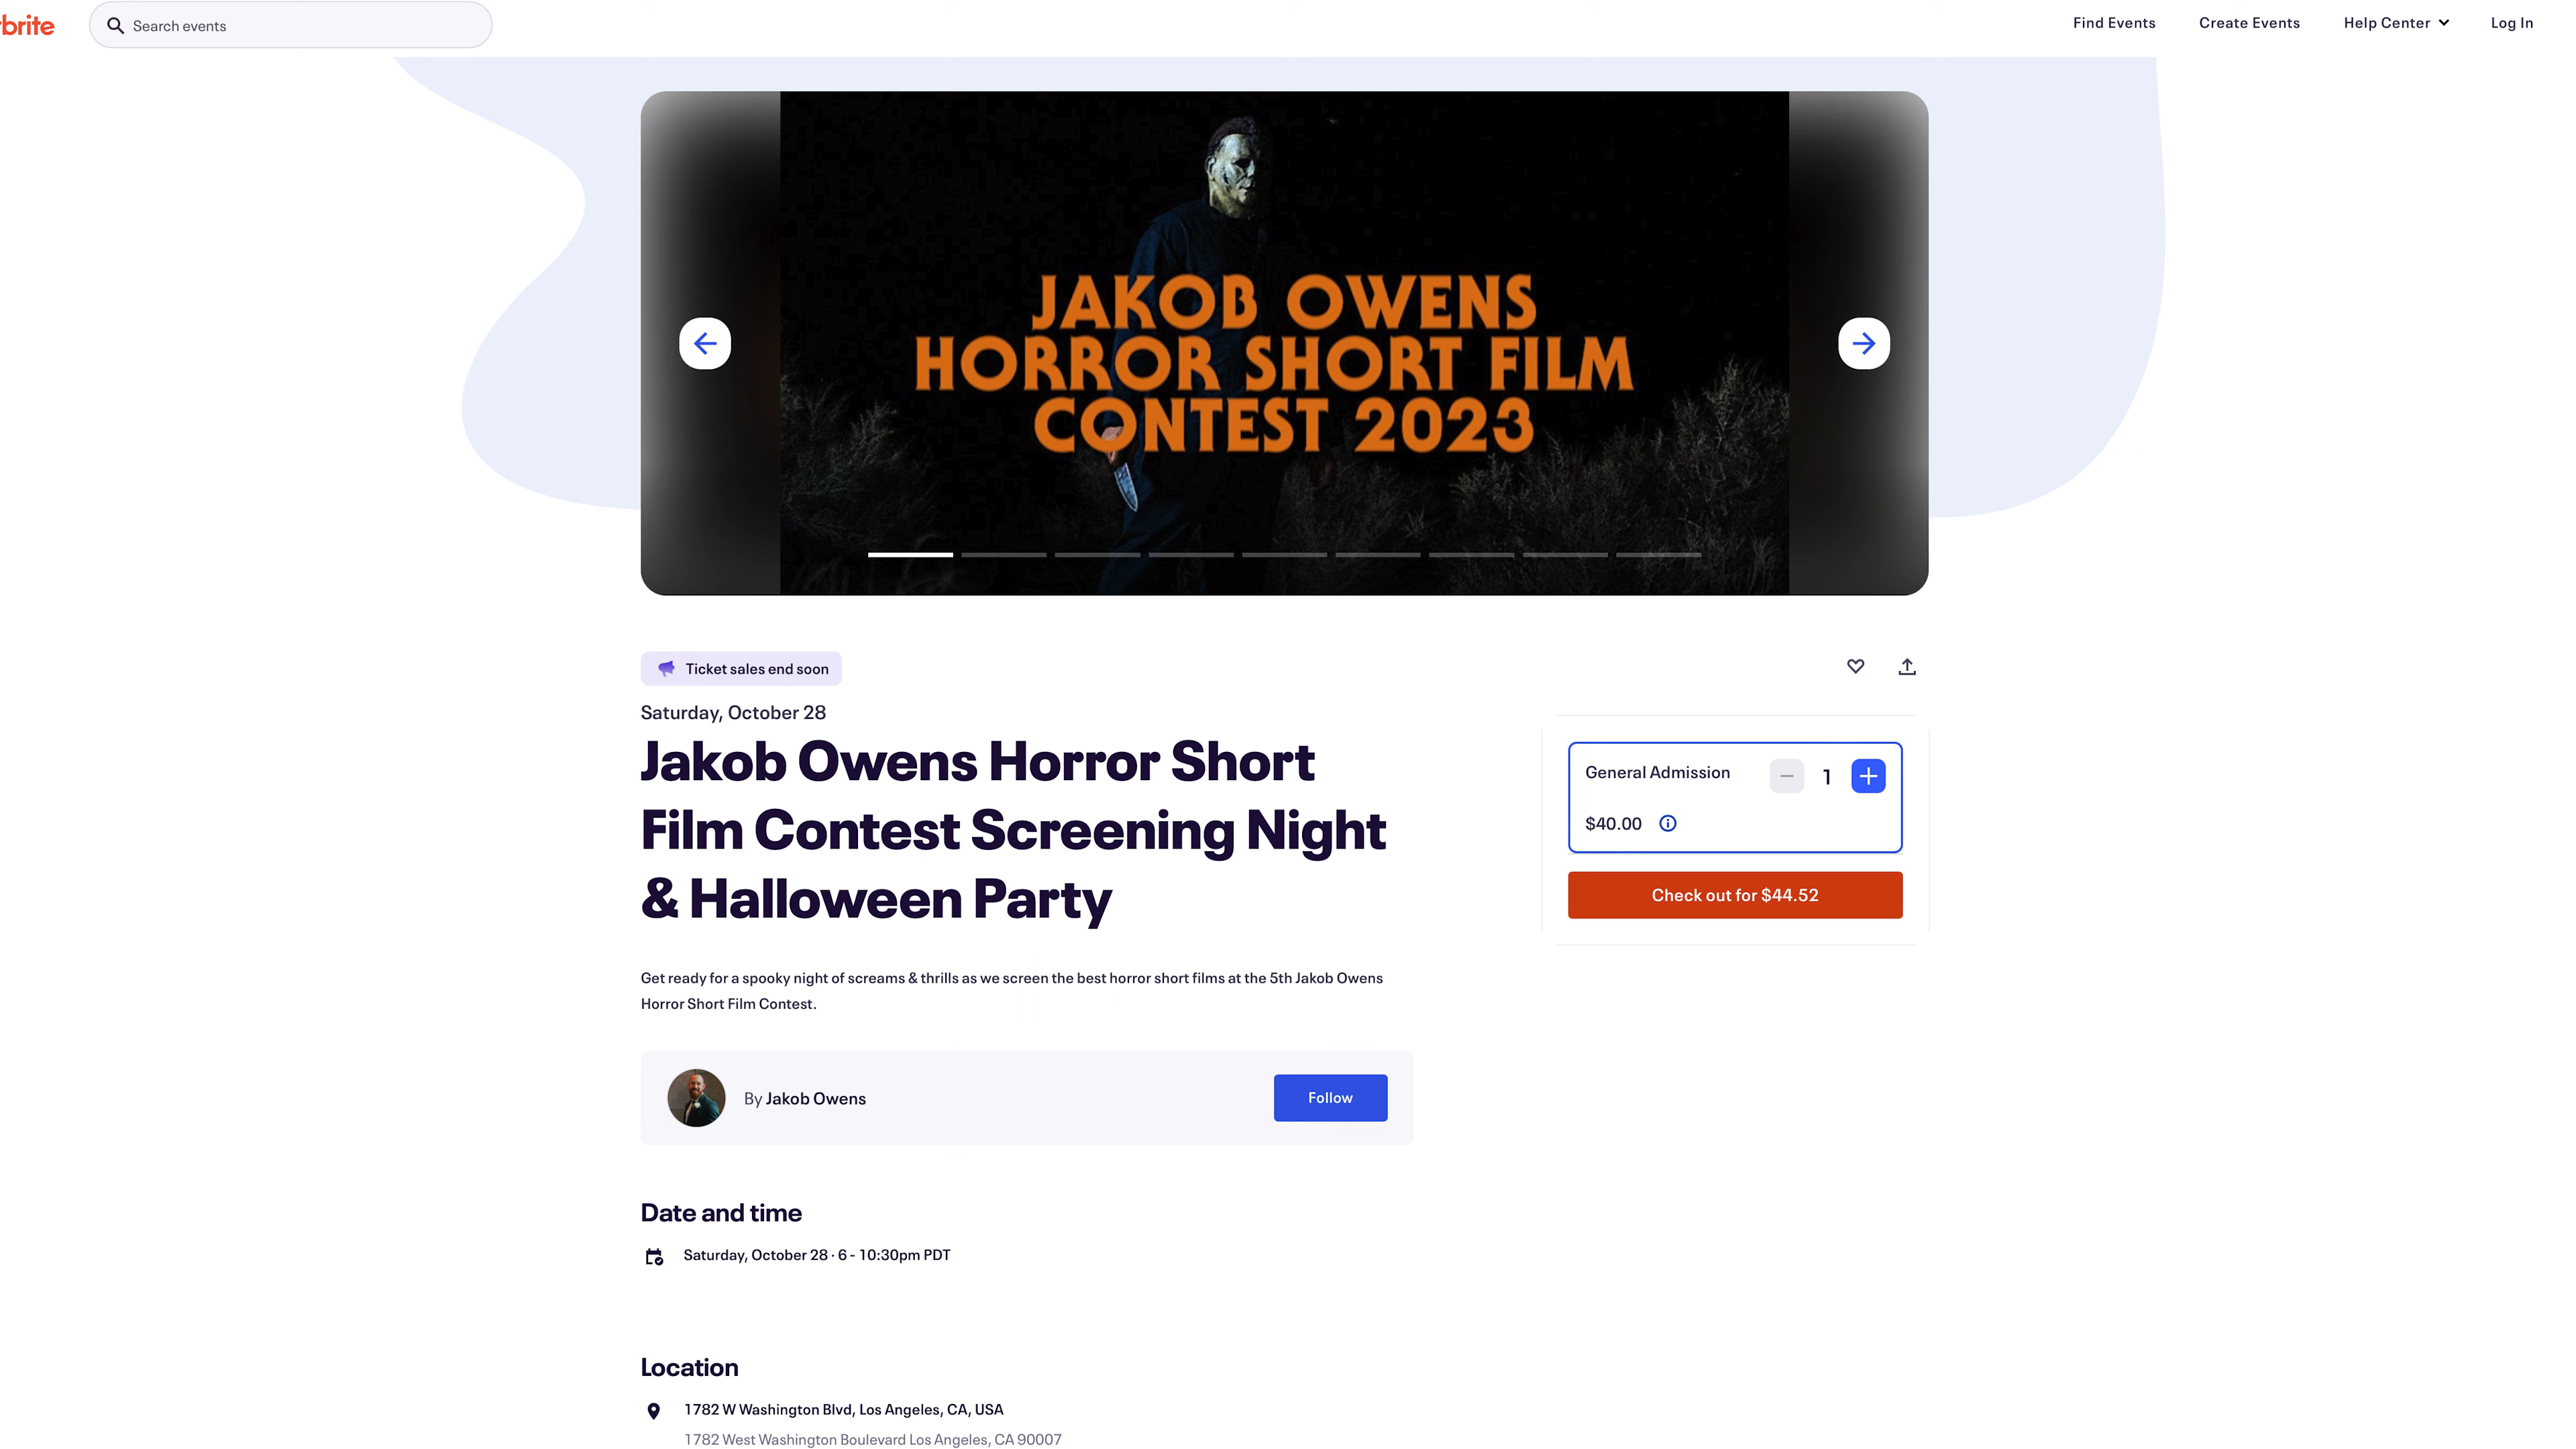 brite
Search events
Find Events
Create Events
Help Center
Log In
JAKOB OWENS
HORROR SHORT FILM
CONTEST 2023
Ticket sales end soon
Saturday, October 28
Jakob Owens Horror Short
Film Contest Screening Night
& Halloween Party
General Admission
1
$40.00
Check out for $44.52
Get ready for a spooky night of screams & thrills as we screen the best horror short films at the 5th Jakob Owens
Horror Short Film Contest.
By Jakob Owens
Follow
Date and time
Saturday, October 28 · 6 - 10:30pm PDT
Location
1782 W Washington Blvd, Los Angeles, CA, USA
1782 West Washington Boulevard Los Angeles, CA 90007